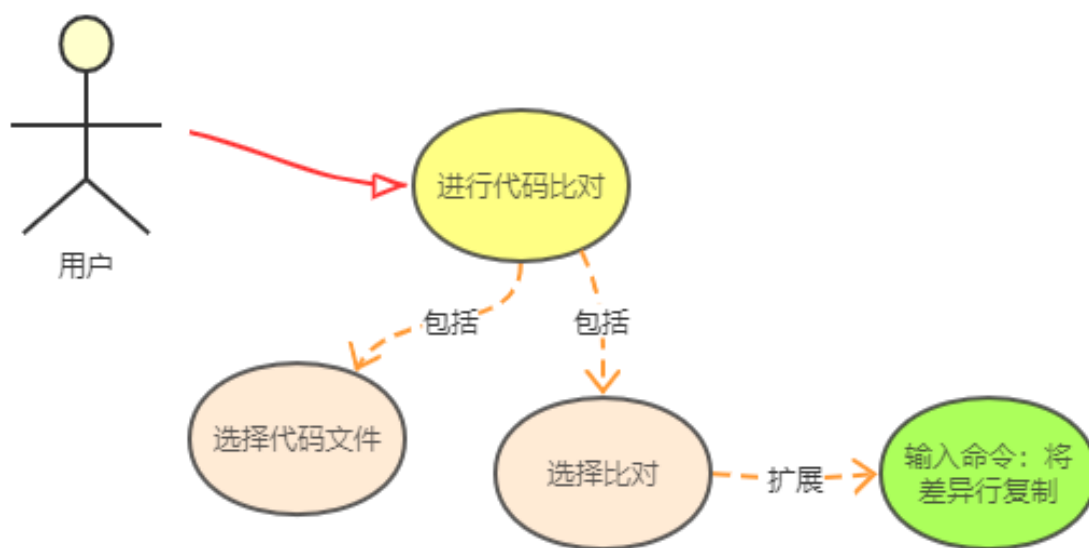 进行代码比对
用户
包括
包括
选择代码文件
选择比对
扩展
输入命令：将
差异行复制